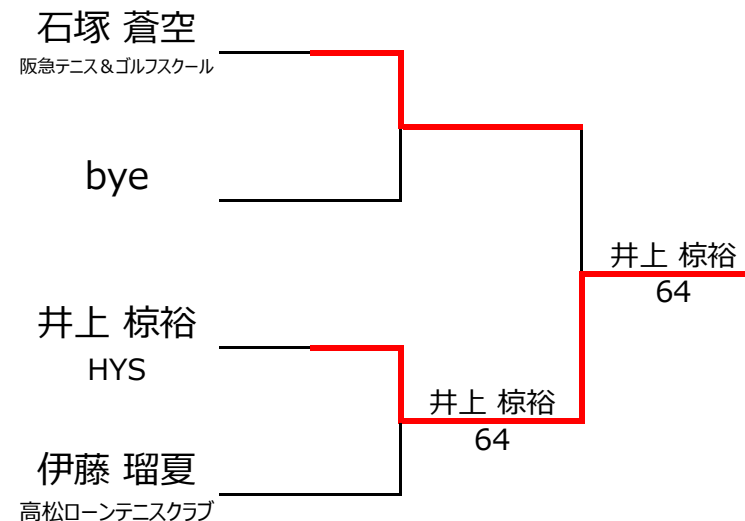 石塚 蒼空
阪急テニス＆ゴルフスクール
bye
井上 椋裕
64
井上 椋裕
HYS
井上 椋裕
64
伊藤 瑠夏
高松ローンテニスクラブ